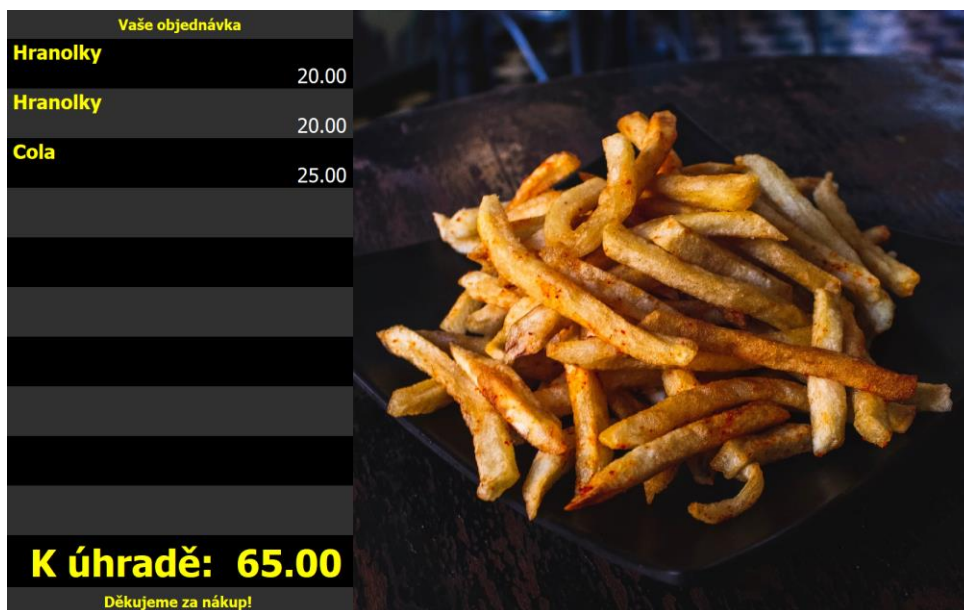 Vaše objednávka
Hranolky
20.00
Hranolky
20.00
Cola
25.00
K úhradě: 65.00
Děkujeme za nákup!